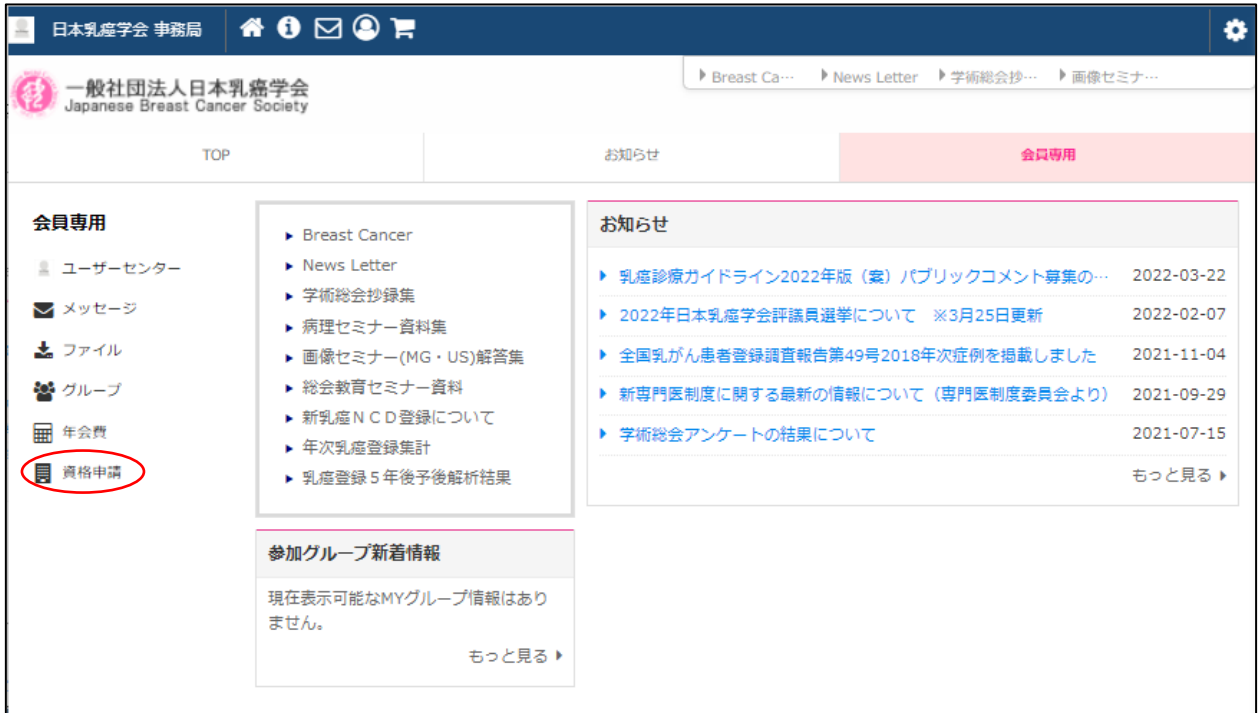 日本乳癌学会 事務局
一般社団法人日本乳癌学会
Japanese Breast Cancer Society
Breast Ca…
News Letter
学術総会抄…
画像セミナ…
TOP
お知らせ
会員専用
会員専用
ユーザーセンター
メッセージ
ファイル
グループ
年会費
資格申請
Breast Cancer
News Letter
学術総会抄録集
病理セミナー資料集
画像セミナー(MG・US)解答集
総会教育セミナー資料
新乳癌ＮＣＤ登録について
年次乳癌登録集計
乳癌登録５年後予後解析結果
お知らせ
乳癌診療ガイドライン2022年版（案）パブリックコメント募集の… 2022-03-22
2022年日本乳癌学会評議員選挙について　※3月25日更新 2022-02-07
全国乳がん患者登録調査報告第49号2018年次症例を掲載しました 2021-11-04
新専門医制度に関する最新の情報について（専門医制度委員会より） 2021-09-29
学術総会アンケートの結果について 2021-07-15
もっと見る
参加グループ新着情報
現在表示可能なMYグループ情報はあり
ません。
もっと見る